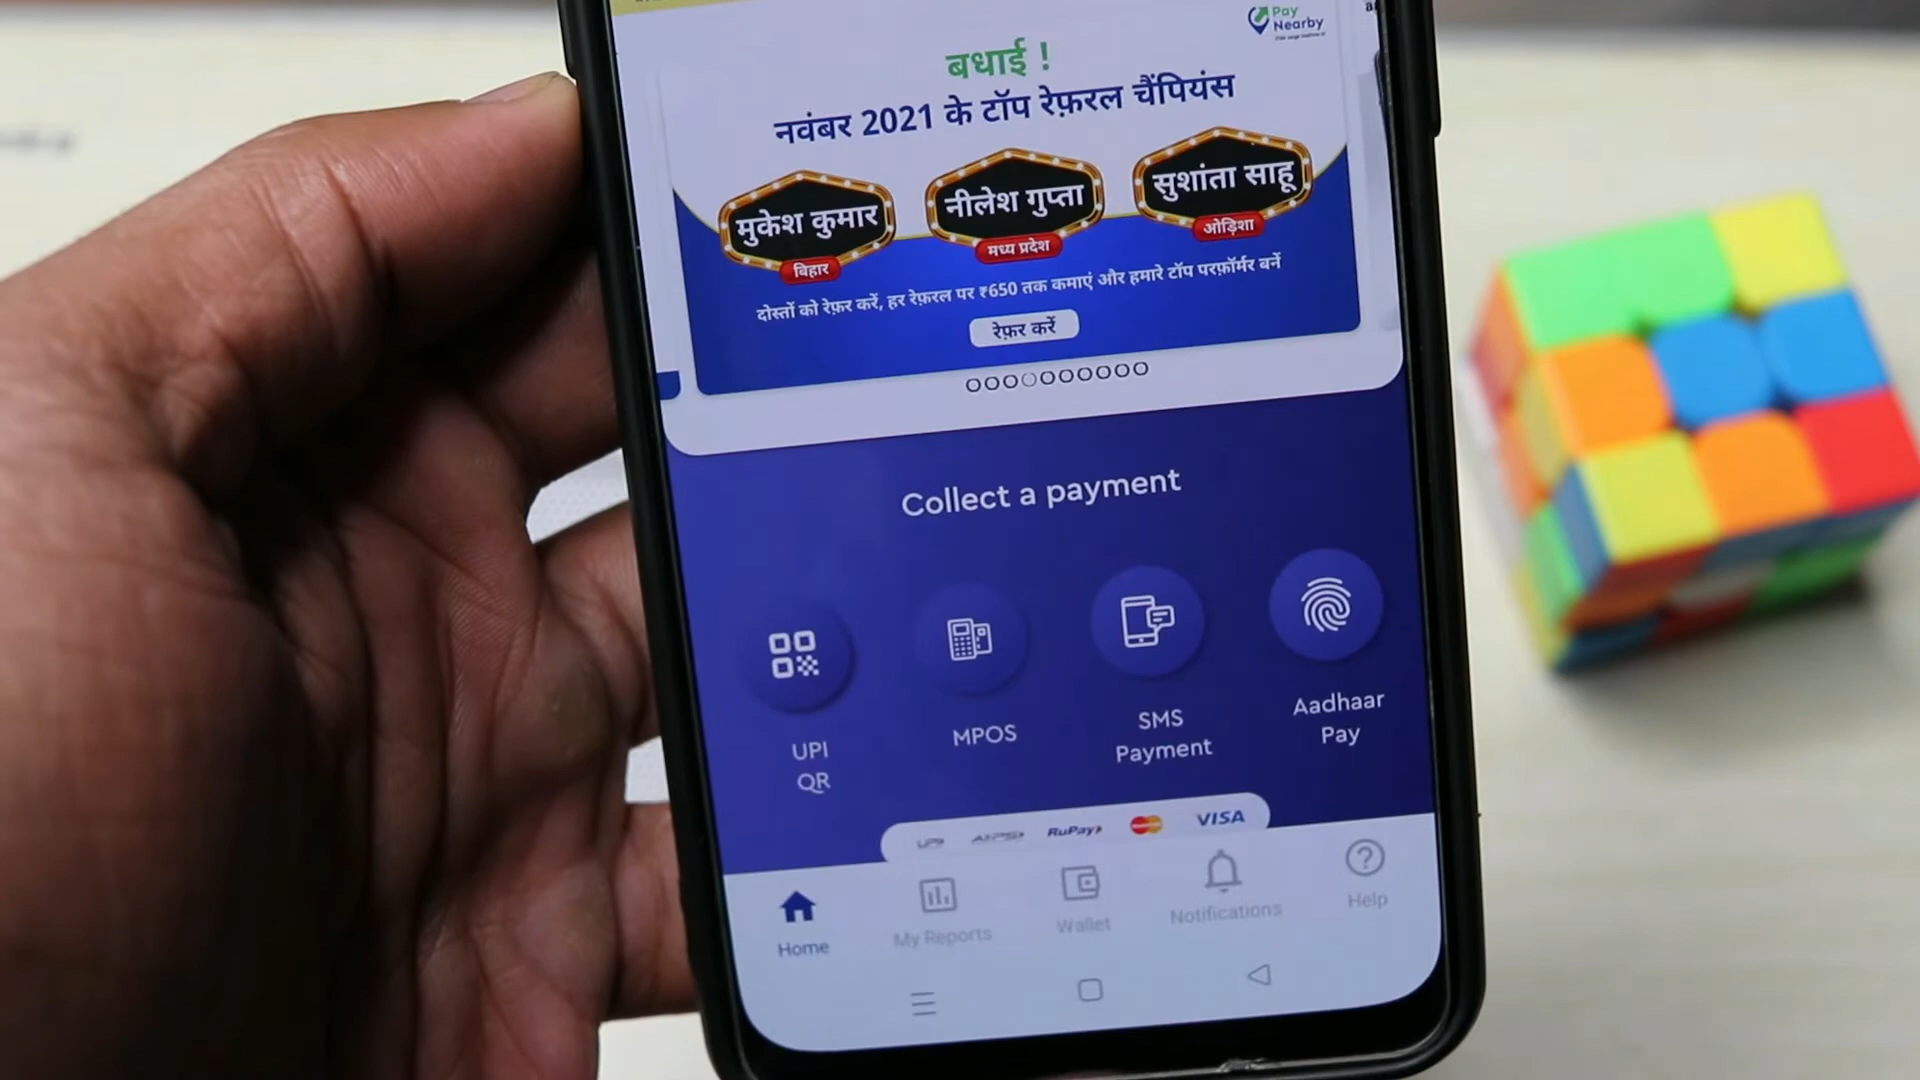 Pay
Nearby
बधाई !
नवंबर 2021 के टॉप रेफ़रल चैंपियंस
मुकेश कुमार
बिहार
नीलेश गुप्ता
मध्य प्रदेश
सुशांता साहू
ओड़िशा
दोस्तों को रेफ़र करें, हर रेफ़रल पर ₹650 तक कमाएं और हमारे टॉप परफ़ॉर्मर बनें
रेफ़र करें
Collect a payment
UPI
QR
MPOS
SMS
Payment
Aadhaar
Pay
UPI AEPS RuPay VISA
Home
My Reports
Wallet
Notifications
Help